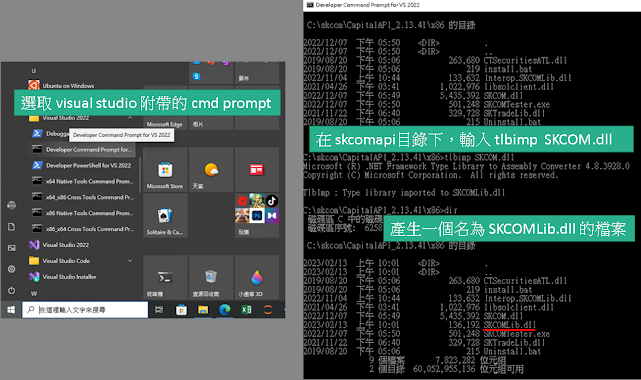 U
Ubuntu on Windows
選取 visual studio 附帶的 cmd prompt
Visual Studio 2022
Microsoft Edge
相片
Debugga
Developer Command Prompt for VS 2022
Developer Command Prompt for...
Developer PowerShell for VS 2022
x64 Native Tools Command Prom...
x64_x86 Cross Tools Command Pr...
x86 Native Tools Command Prom...
x86_x64 Cross Tools Command Pr...
Visual Studio 2022
Visual Studio Code
Visual Studio Installer
W
Microsoft Store
天氣
Solitaire & Ca...
玩樂
資源回收筒
小畫家 3D
在這裡輸入文字來搜尋
Developer Command Prompt for VS 2022
C:\skcom\CapitalAPI_2.13.41\x86 的目錄
2022/12/07 下午 05:50 <DIR> .
2022/12/07 下午 05:50 <DIR> ..
2019/08/20 下午 05:06 263,680 CTSecuritiesATL.dll
2019/08/20 下午 05:06 219 install.bat
2022/11/04 下午 10:44 133,632 Interop.SKCOMLib.dll
2021/04/26 下午 03:41 1,022,976 libsolclient.dll
2022/12/07 下午 05:49 5,435,392 SKCOM.dll
2022/12/07 下午 05:50 501,248 SKCOMTester.exe
2021/11/22 下午 06:40 329,728 SKTradeLib.dll
2019/08/20 下午 05:06 215 Uninstall.bat
在 skcomapi目錄下，輸入 tlbimp SKCOM.dll
C:\skcom\CapitalAPI_2.13.41\x86>tlbimp SKCOM.dll
Microsoft (R) .NET Framework Type Library to Assembly Converter 4.8.3928.0
Copyright (C) Microsoft Corporation. All rights reserved.
TlbImp : Type library imported to SKCOMLib.dll
C:\skcom\CapitalAPI_2.13.41\x86>dir
磁碟區 C 中的磁碟
磁碟區序號: 625
產生一個名為 SKCOMLib.dll 的檔案
C:\skcom\CapitalAPI_2.13.41\x86 的目錄
2023/02/13 上午 10:01 <DIR> .
2023/02/13 上午 10:01 <DIR> ..
2019/08/20 下午 05:06 263,680 CTSecuritiesATL.dll
2019/08/20 下午 05:06 219 install.bat
2022/11/04 下午 10:44 133,632 Interop.SKCOMLib.dll
2021/04/26 下午 03:41 1,022,976 libsolclient.dll
2022/12/07 下午 05:49 5,435,392 SKCOM.dll
2023/02/13 上午 10:01 136,192 SKCOMLib.dll
2022/12/07 下午 05:50 501,248 SKCOMTester.exe
2021/11/22 下午 06:40 329,728 SKTradeLib.dll
2019/08/20 下午 05:06 215 Uninstall.bat
9 個檔案 7,823,282 位元組
2 個目錄 60,052,955,136 位元組可用